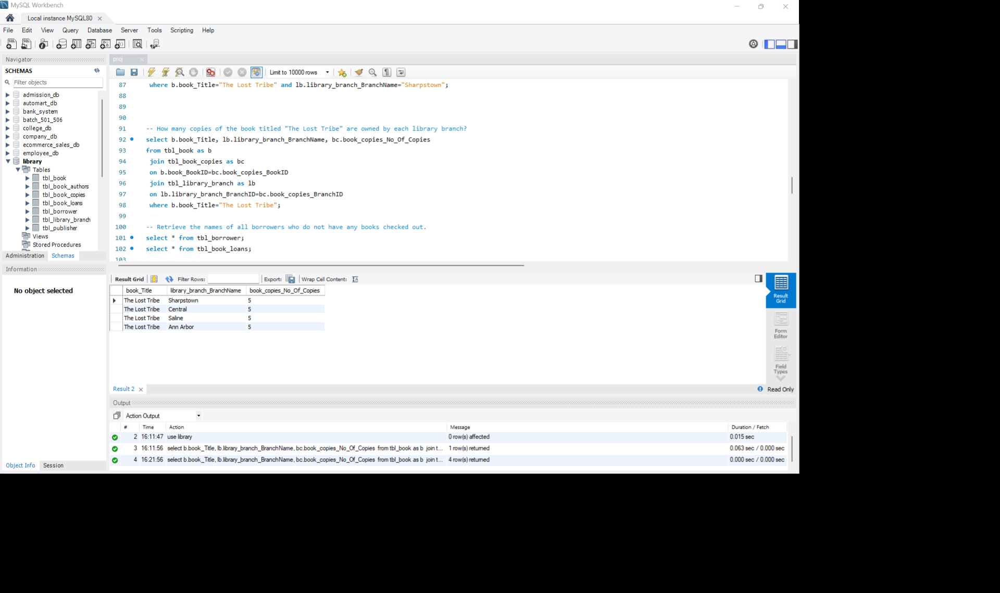 MySQL Workbench
Local instance MySQL80
File Edit View Query Database Server Tools Scripting Help
Navigator
SCHEMAS
Filter objects
admission_db
automart_db
bank_system
batch_501_506
college_db
company_db
ecommerce_sales_db
employee_db
library
Tables
tbl_book
tbl_book_authors
tbl_book_copies
tbl_book_loans
tbl_borrower
tbl_library_branch
tbl_publisher
Views
Stored Procedures
Administration Schemas
Information
No object selected
Object Info Session
proj
Limit to 10000 rows
87 where b.book_Title="The Lost Tribe" and lb.library_branch_BranchName="Sharpstown";
88
89
90
91 -- How many copies of the book titled "The Lost Tribe" are owned by each library branch?
92 select b.book_Title, lb.library_branch_BranchName, bc.book_copies_No_Of_Copies
93 from tbl_book as b
94 join tbl_book_copies as bc
95 on b.book_BookID=bc.book_copies_BookID
96 join tbl_library_branch as lb
97 on lb.library_branch_BranchID=bc.book_copies_BranchID
98 where b.book_Title="The Lost Tribe";
99
100 -- Retrieve the names of all borrowers who do not have any books checked out.
101 select * from tbl_borrower;
102 select * from tbl_book_loans;
103
Result Grid Filter Rows: Export: Wrap Cell Content:
book_Title library_branch_BranchName book_copies_No_Of_Copies
The Lost Tribe Sharpstown 5
The Lost Tribe Central 5
The Lost Tribe Saline 5
The Lost Tribe Ann Arbor 5
Result
Grid
Form
Editor
Field
Types
Result 2
Read Only
Output
Action Output
# Time Action Message Duration / Fetch
2 16:11:47 use library 0 row(s) affected 0.015 sec
3 16:11:56 select b.book_Title, lb.library_branch_BranchName, bc.book_copies_No_Of_Copies from tbl_book as b join t... 1 row(s) returned 0.063 sec / 0.000 sec
4 16:21:56 select b.book_Title, lb.library_branch_BranchName, bc.book_copies_No_Of_Copies from tbl_book as b join t... 4 row(s) returned 0.000 sec / 0.000 sec